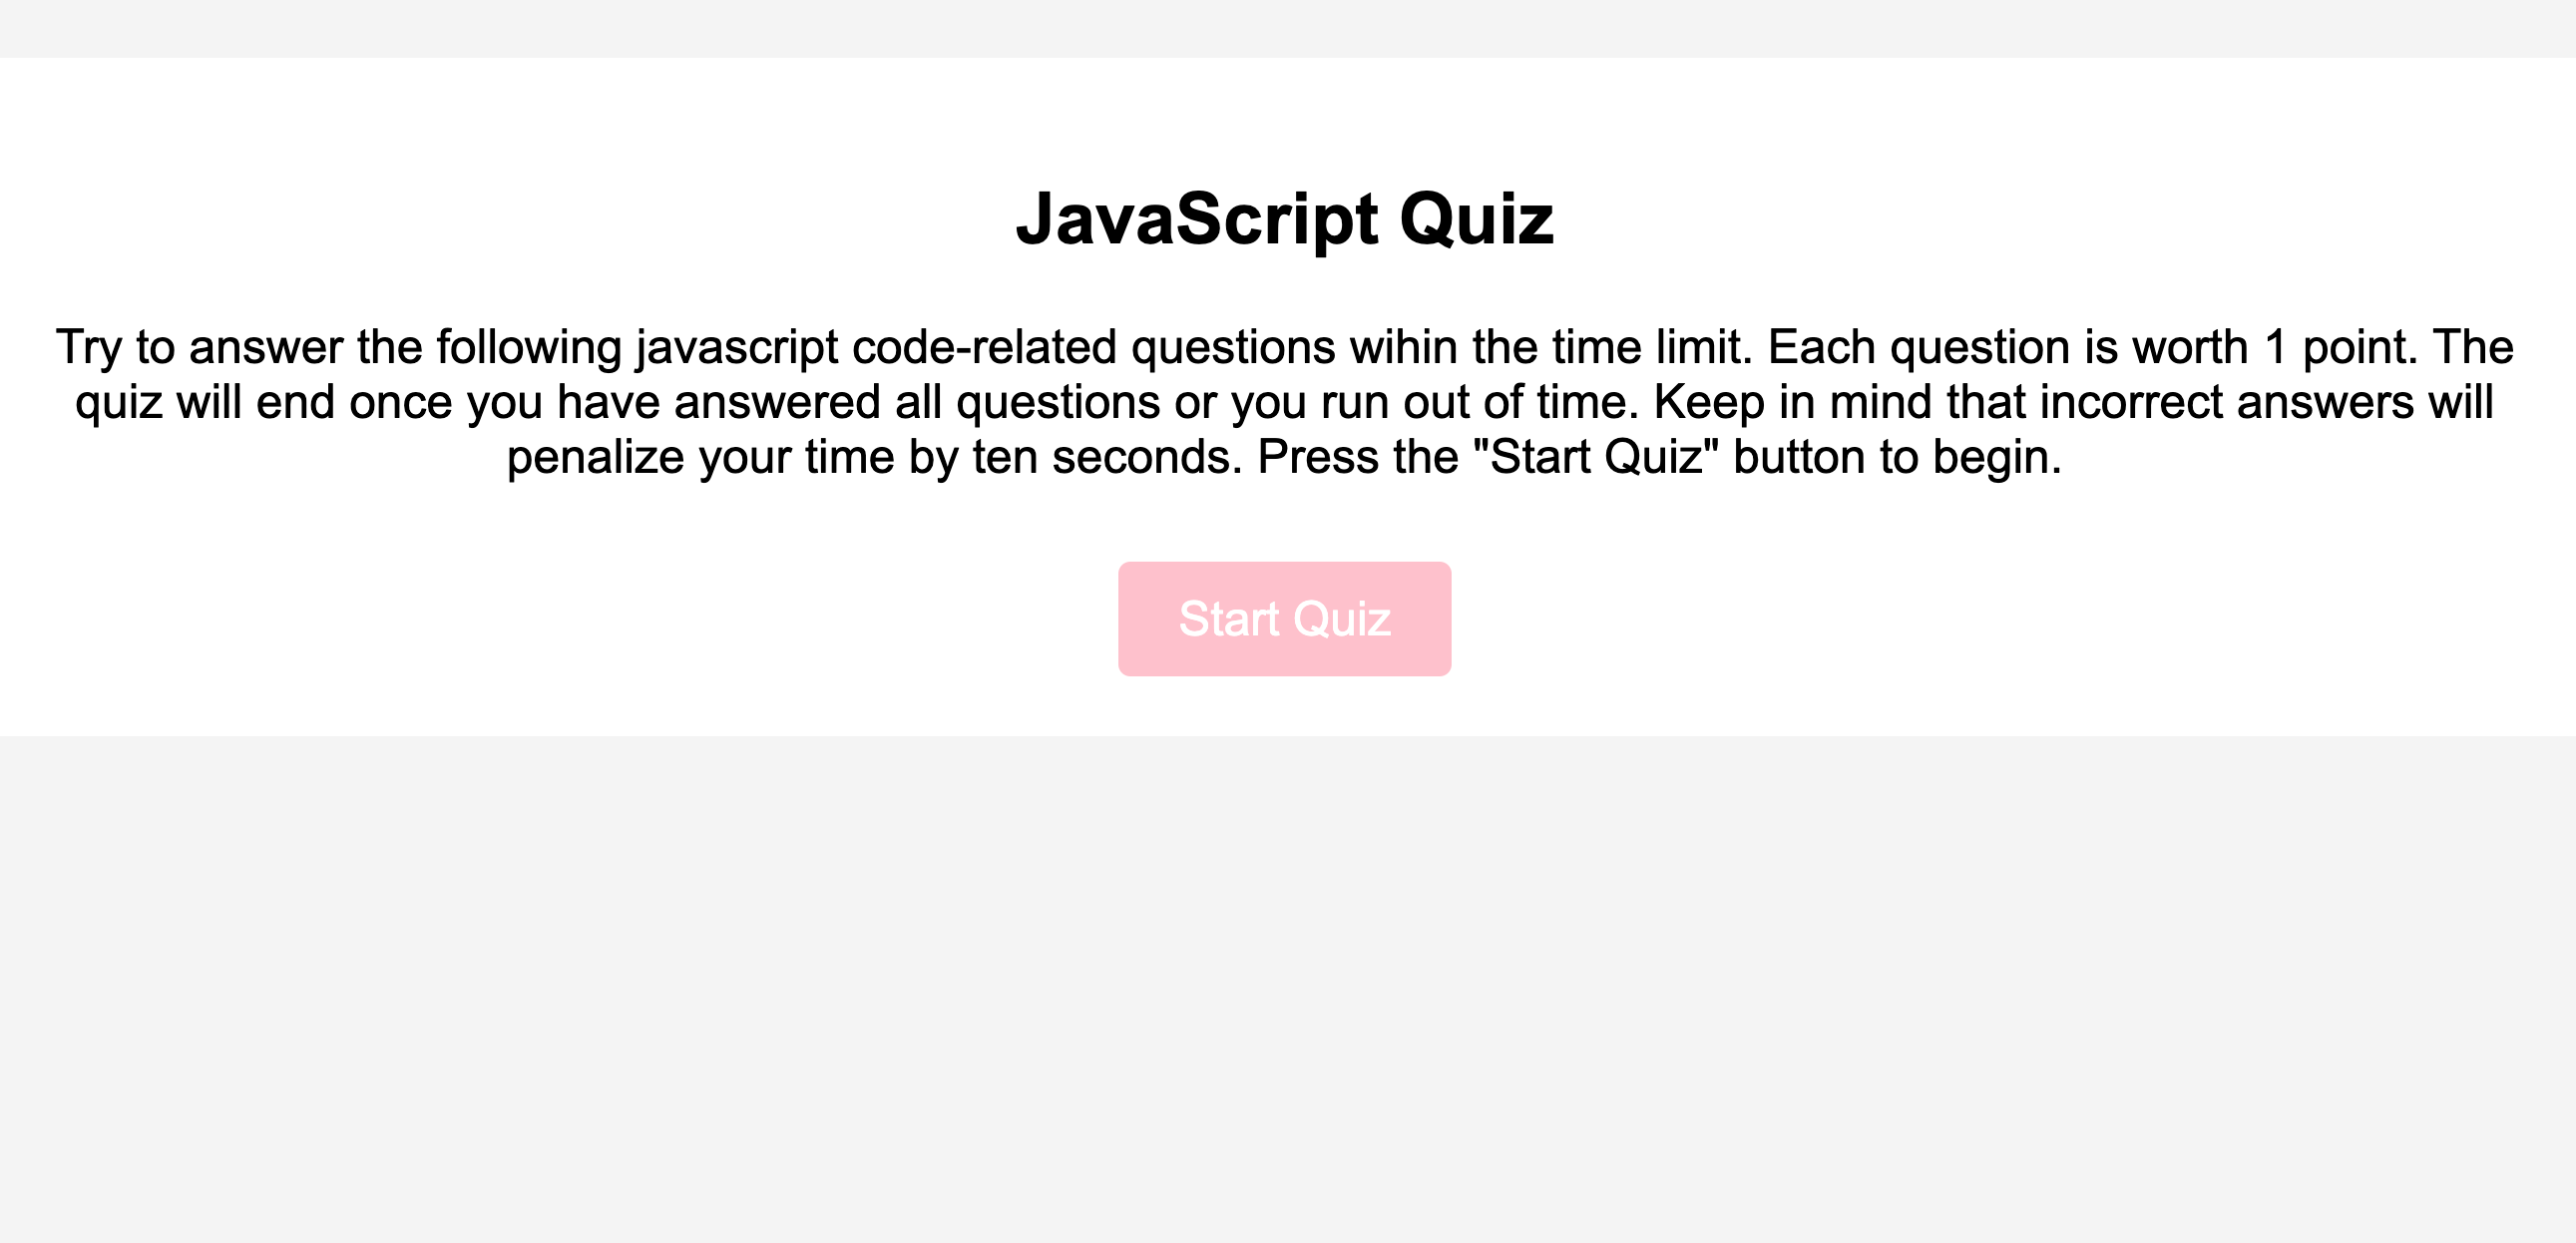 JavaScript Quiz
Try to answer the following javascript code-related questions wihin the time limit. Each question is worth 1 point. The
quiz will end once you have answered all questions or you run out of time. Keep in mind that incorrect answers will
penalize your time by ten seconds. Press the "Start Quiz" button to begin.
Start Quiz